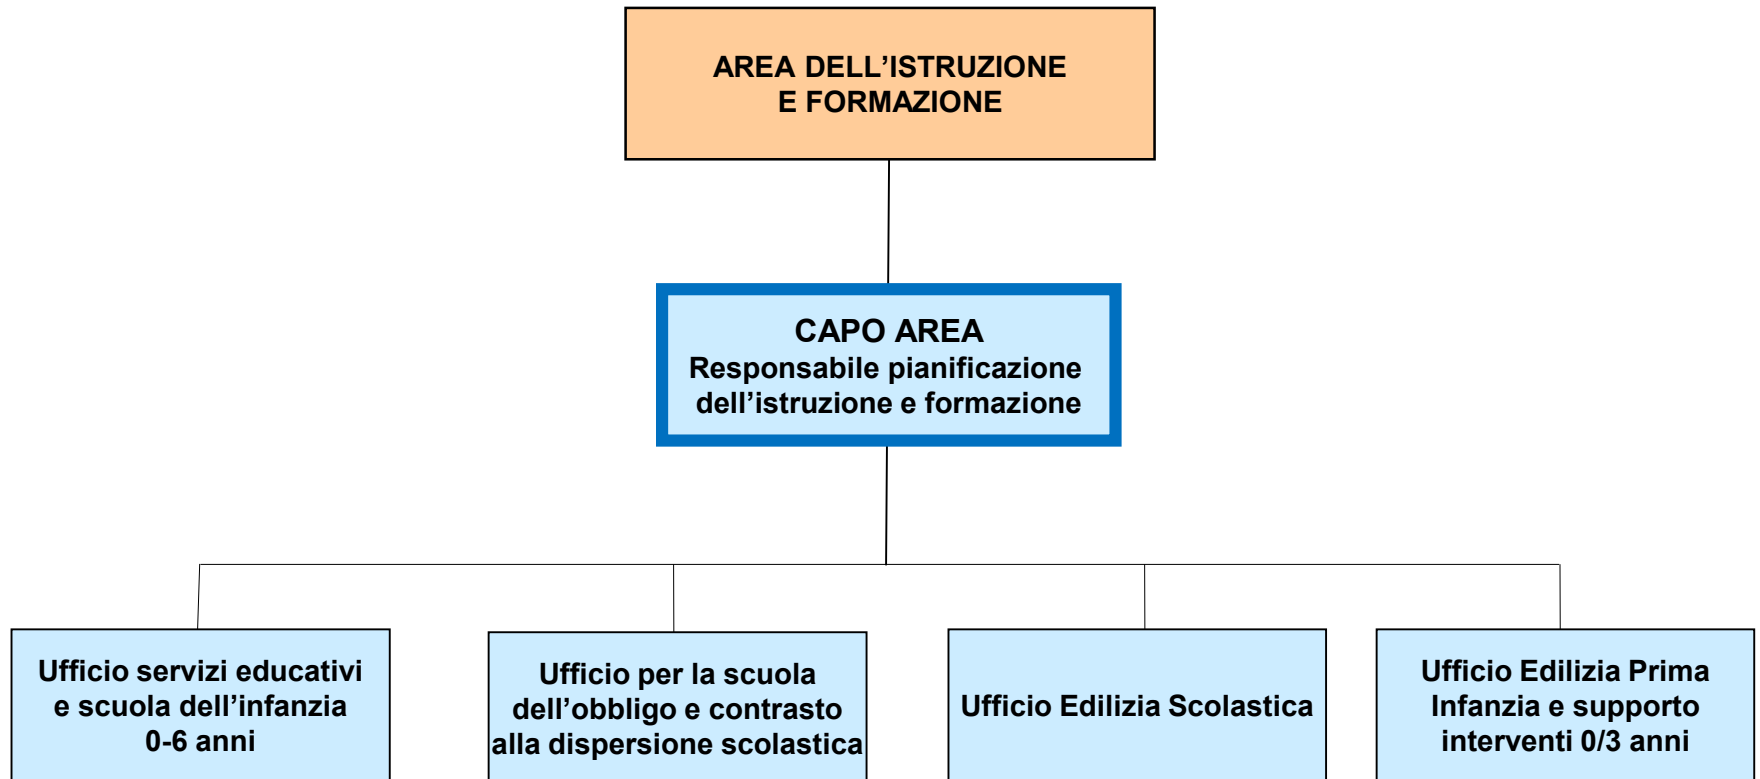 AREA DELL’ISTRUZIONE
E FORMAZIONE
CAPO AREA
Responsabile pianificazione
dell’istruzione e formazione
Ufficio servizi educativi
e scuola dell’infanzia
0-6 anni
Ufficio per la scuola
dell’obbligo e contrasto
alla dispersione scolastica
Ufficio Edilizia Scolastica
Ufficio Edilizia Prima
Infanzia e supporto
interventi 0/3 anni